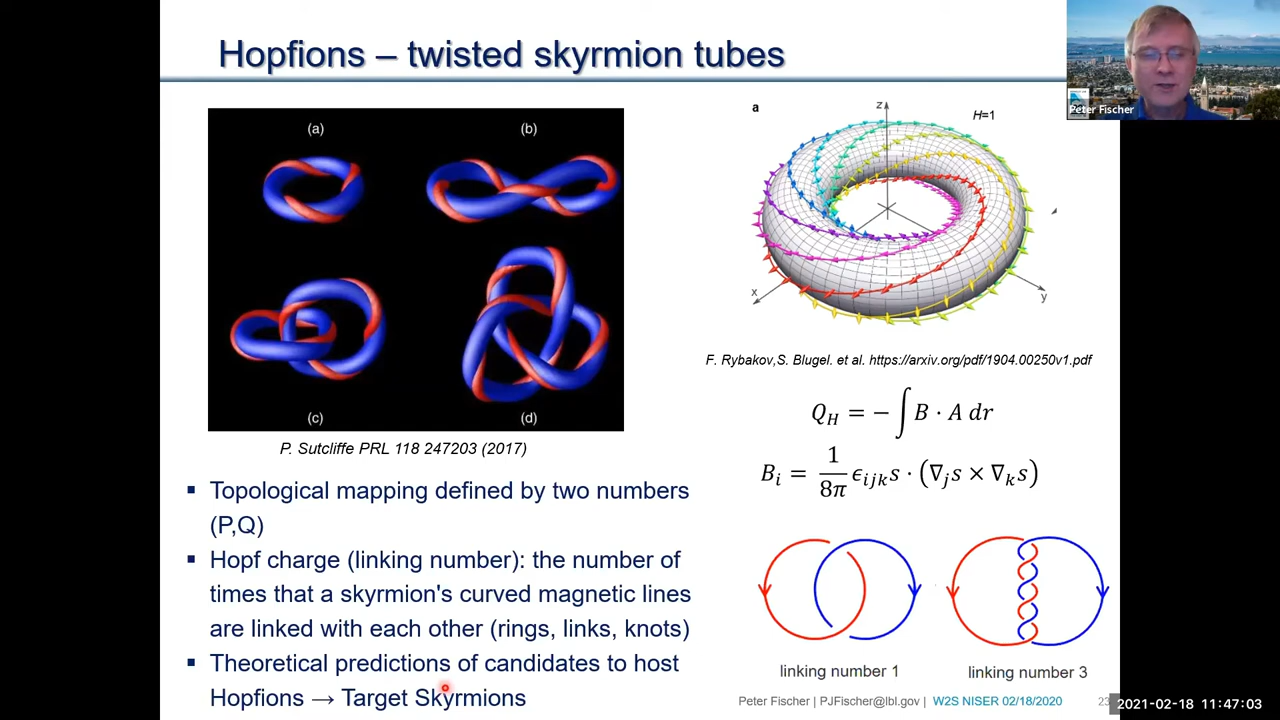 Hopfions – twisted skyrmion tubes
Peter Fischer
(a)
(b)
(c)
(d)
P. Sutcliffe PRL 118 247203 (2017)
a
z
H=1
x
y
F. Rybakov,S. Blugel. et al. https://arxiv.org/pdf/1904.00250v1.pdf
Q_H = − ∫ B · A dr
B_i = 1/8π ϵ_ijk s · (∇_j s × ∇_k s)
▪ Topological mapping defined by two numbers
(P,Q)
▪ Hopf charge (linking number): the number of
times that a skyrmion's curved magnetic lines
are linked with each other (rings, links, knots)
▪ Theoretical predictions of candidates to host
Hopfions → Target Skyrmions
linking number 1
linking number 3
Peter Fischer | PJFischer@lbl.gov | W2S NISER 02/18/2020
23
2021-02-18 11:47:03